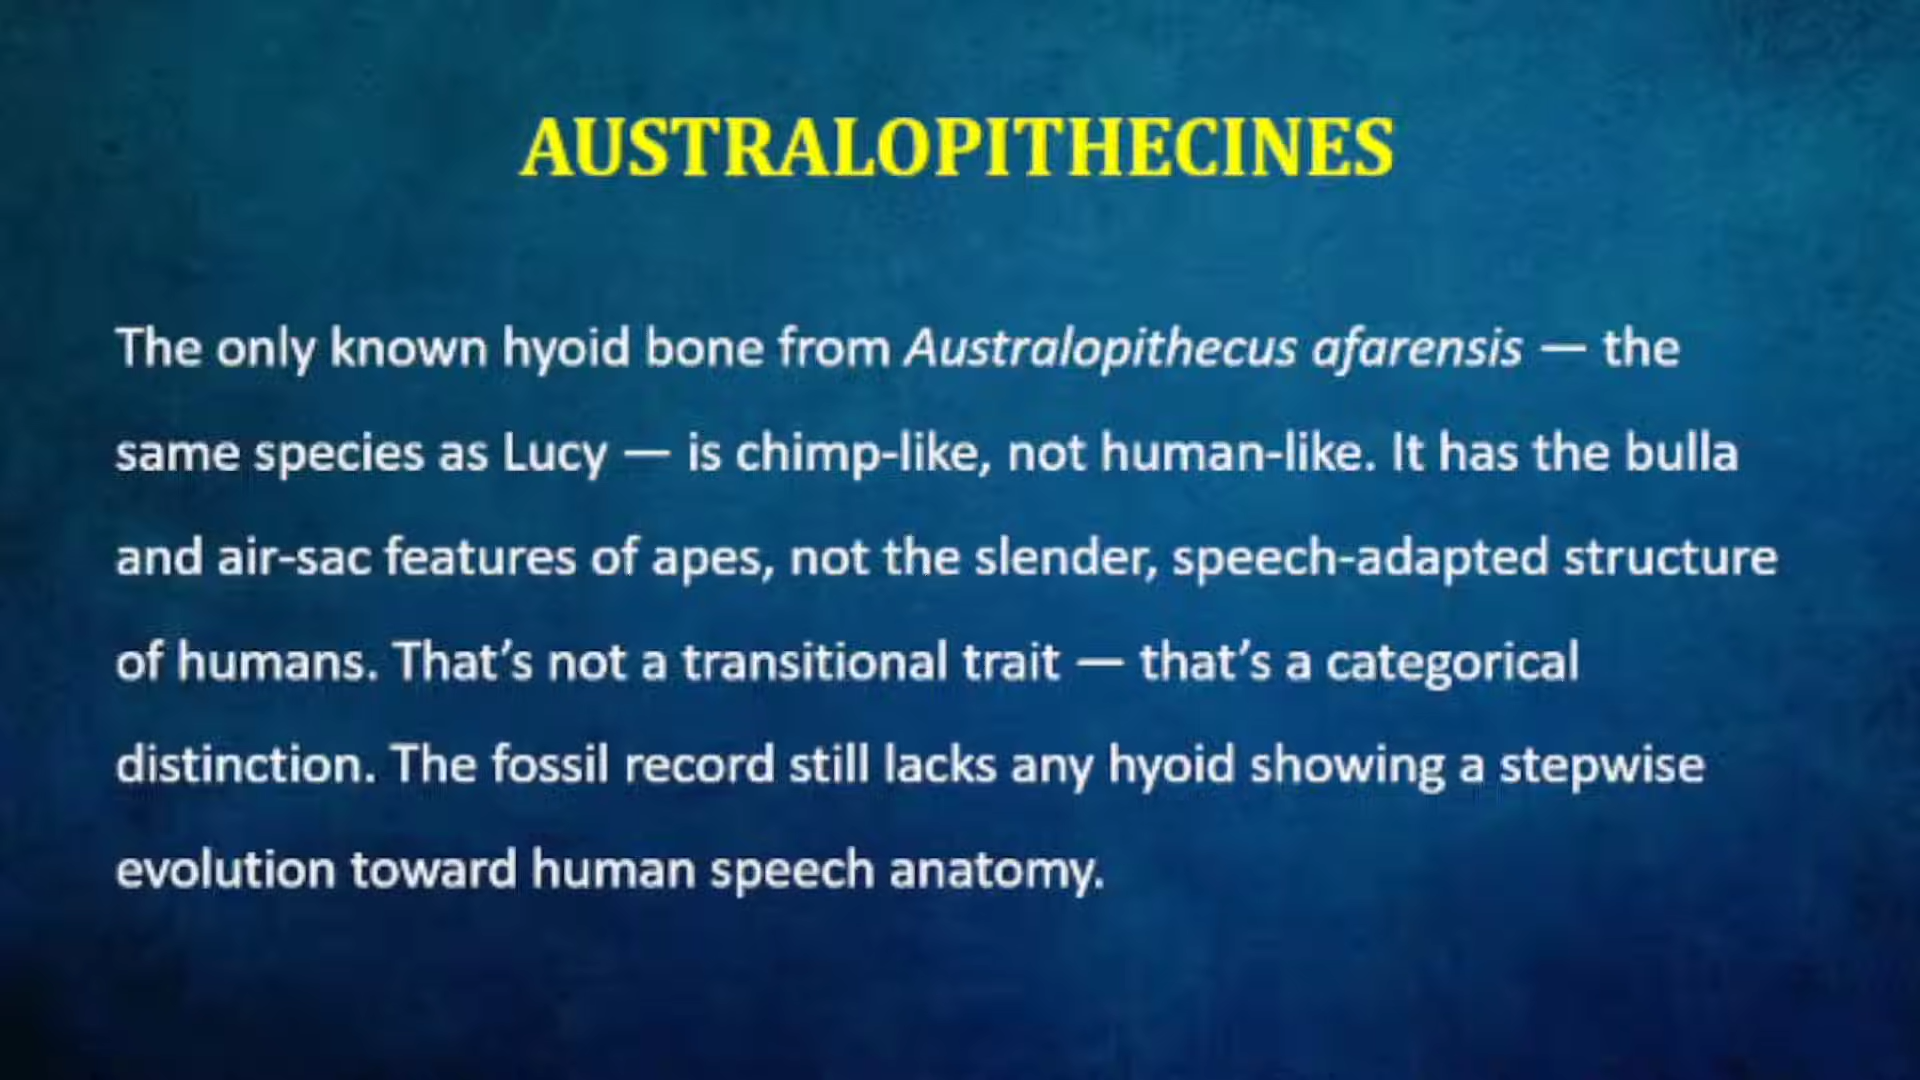 AUSTRALOPITHECINES
The only known hyoid bone from Australopithecus afarensis — the
same species as Lucy — is chimp-like, not human-like. It has the bulla
and air-sac features of apes, not the slender, speech-adapted structure
of humans. That’s not a transitional trait — that’s a categorical
distinction. The fossil record still lacks any hyoid showing a stepwise
evolution toward human speech anatomy.